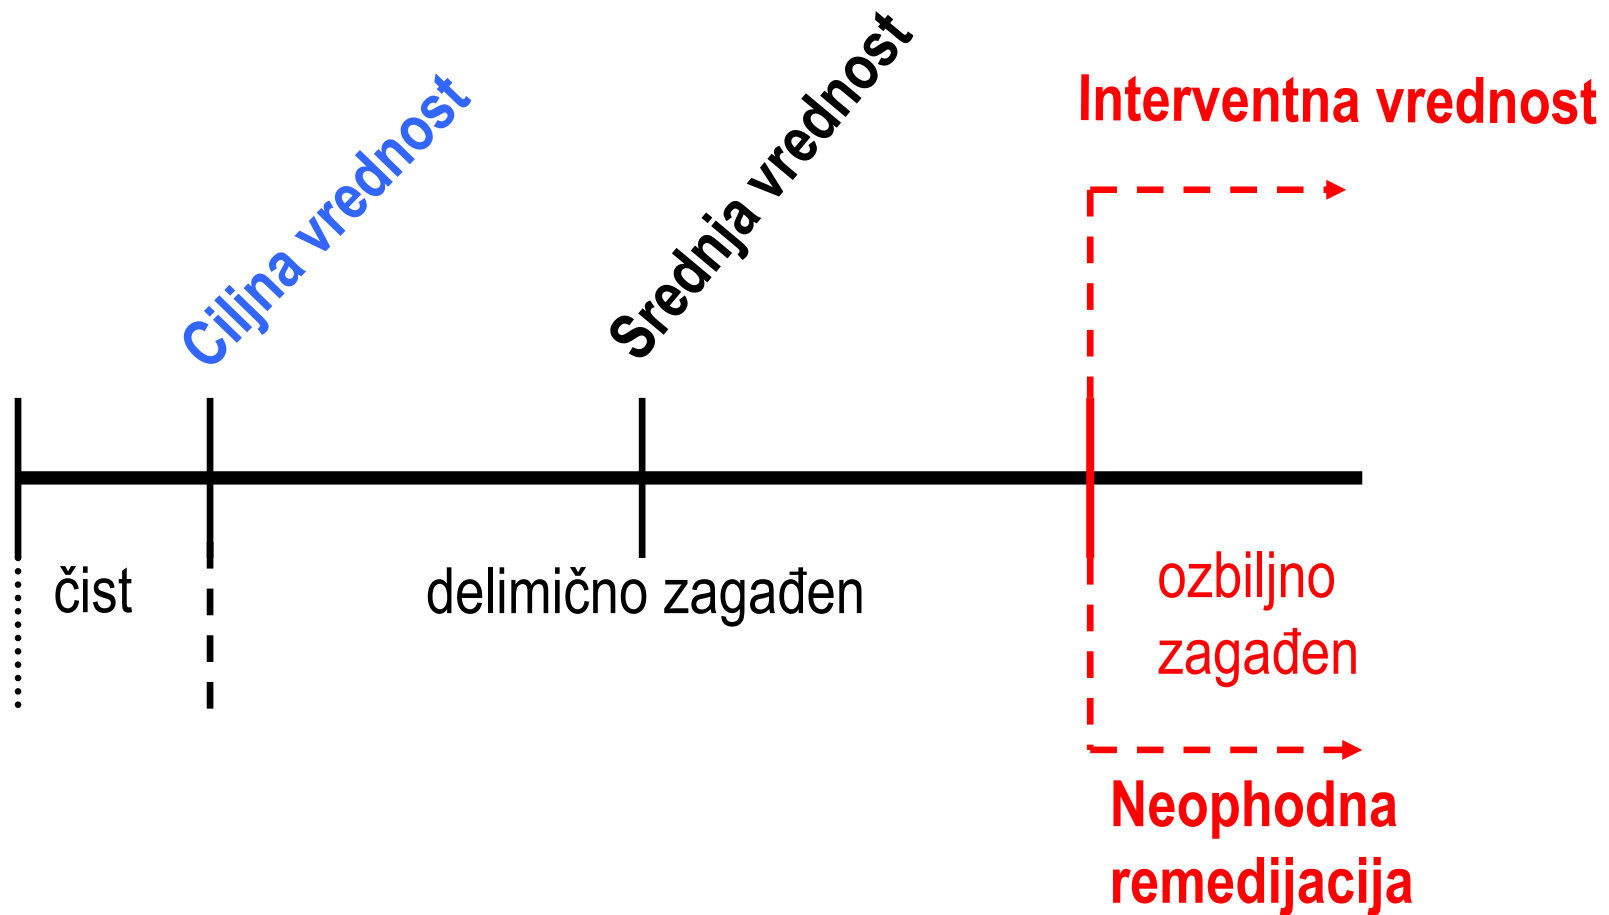 Ciljna vrednost
Srednja vrednost
Interventna vrednost
čist
delimično zagađen
ozbiljno
zagađen
Neophodna
remedijacija